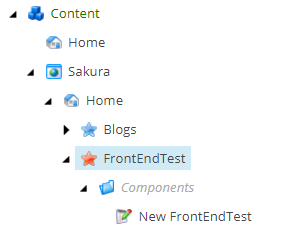 Content
Home
Sakura
Home
Blogs
FrontEndTest
Components
New FrontEndTest